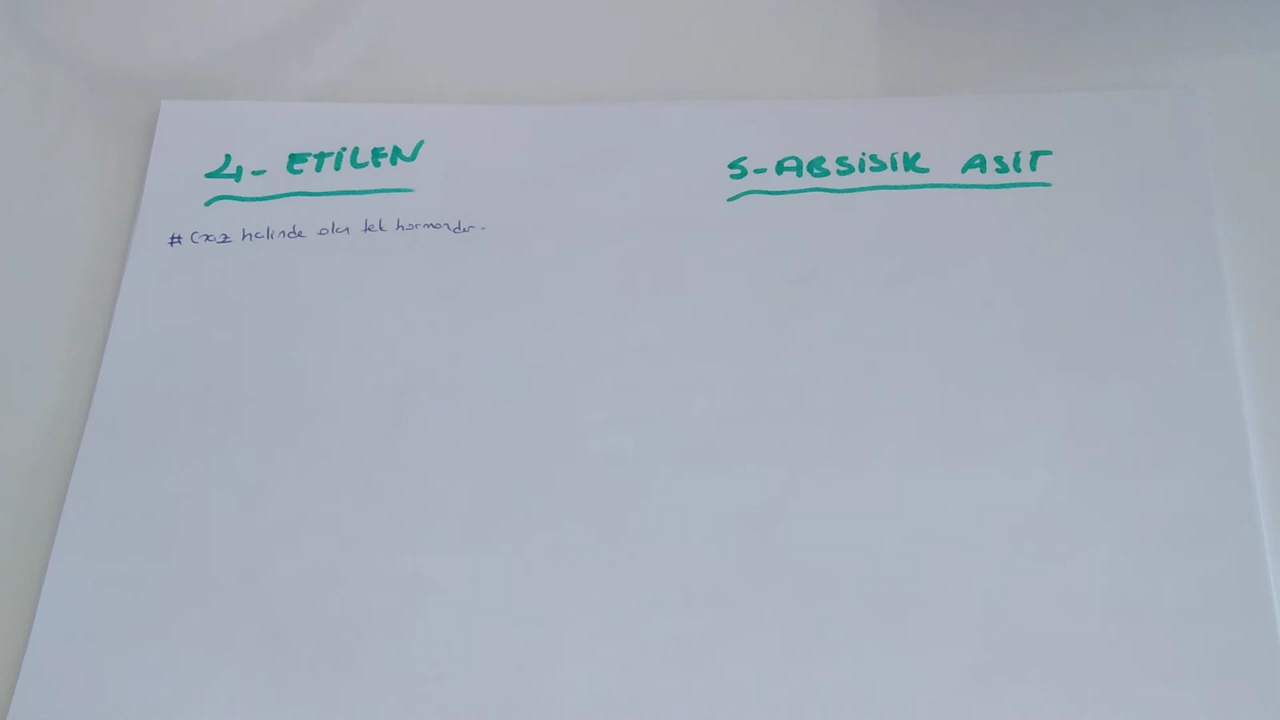 4- ETİLEN
# Gaz halinde olan tek hormondur.
5-ABSİSİK ASİT